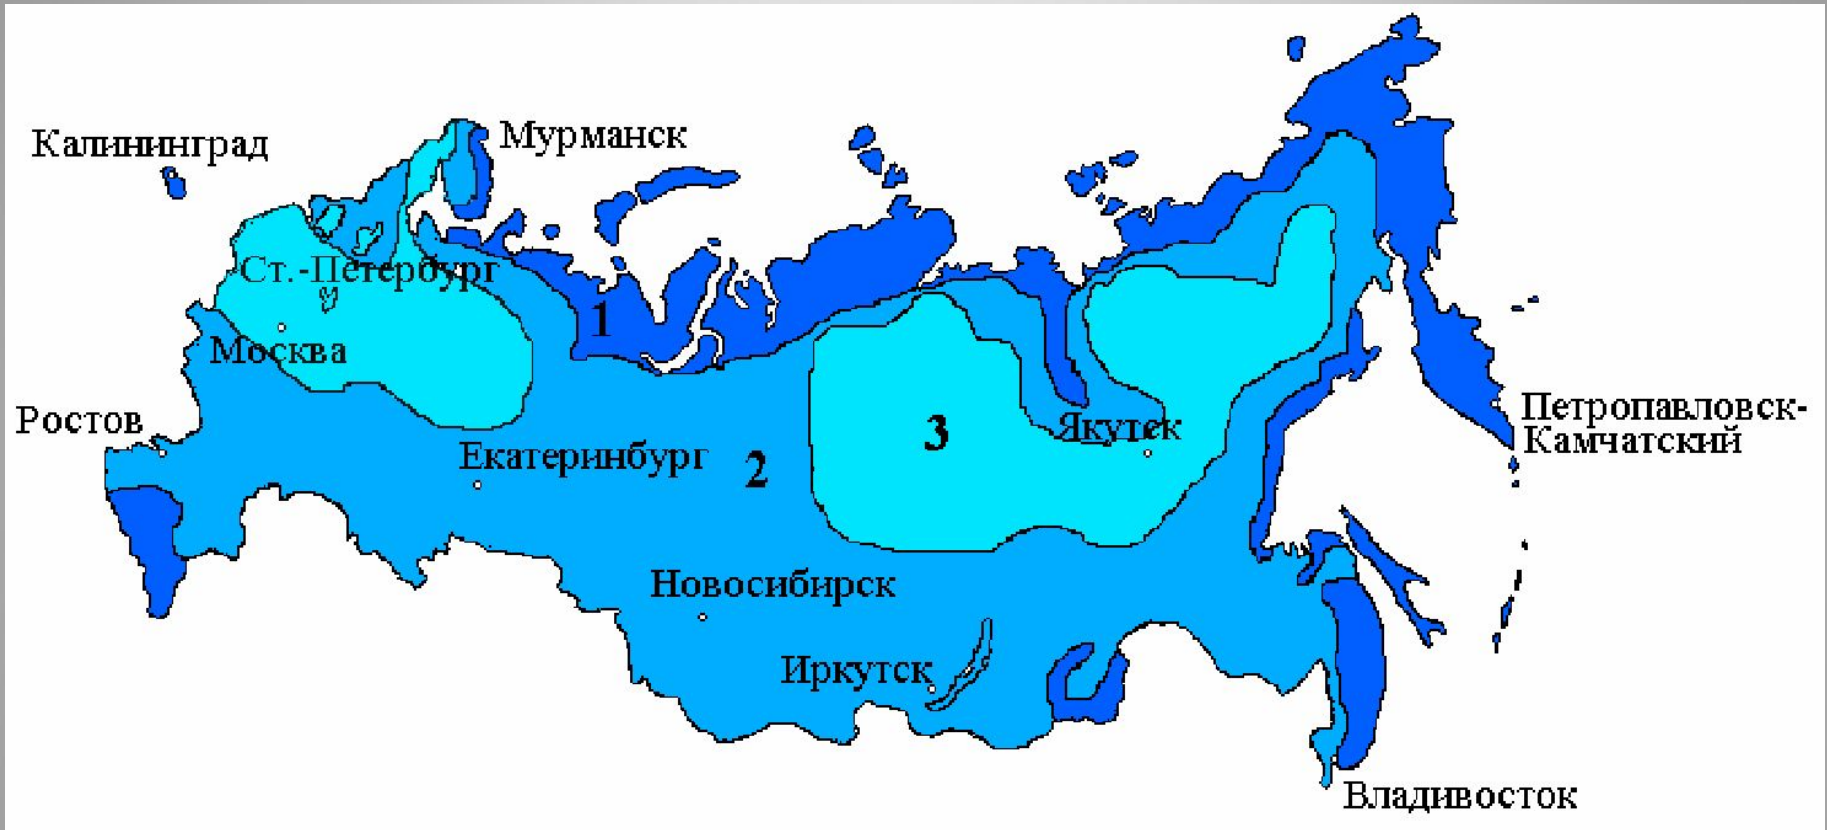 Калининград
Мурманск
Ст.-Петербург
1
Москва
Ростов
Екатеринбург
2
3
Якутск
Петропавловск-
Камчатский
Новосибирск
Иркутск
Владивосток